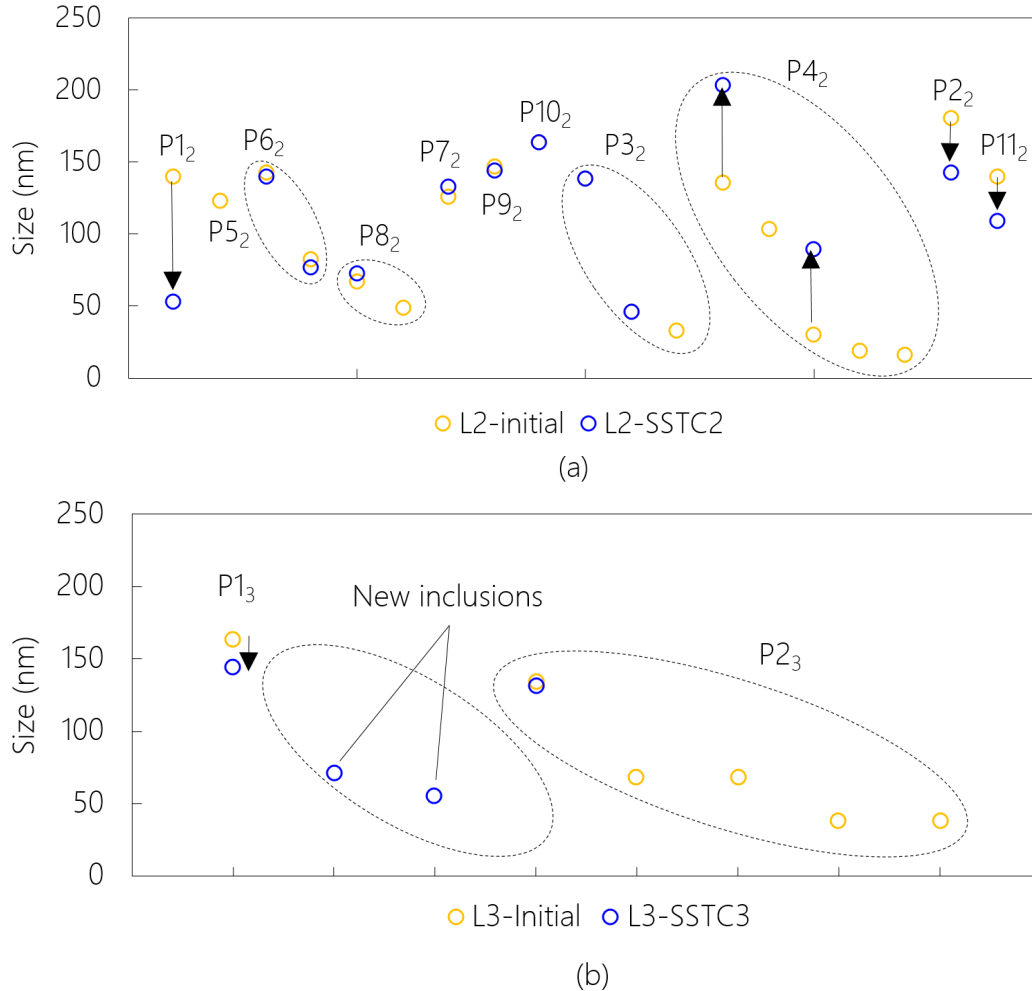 250
200
150
100
50
0
Size (nm)
P1₂
P5₂
P6₂
P8₂
P7₂
P9₂
P10₂
P3₂
P4₂
P2₂
P11₂
L2-initial L2-SSTC2
(a)
250
200
150
100
50
0
Size (nm)
P1₃
New inclusions
P2₃
L3-Initial L3-SSTC3
(b)